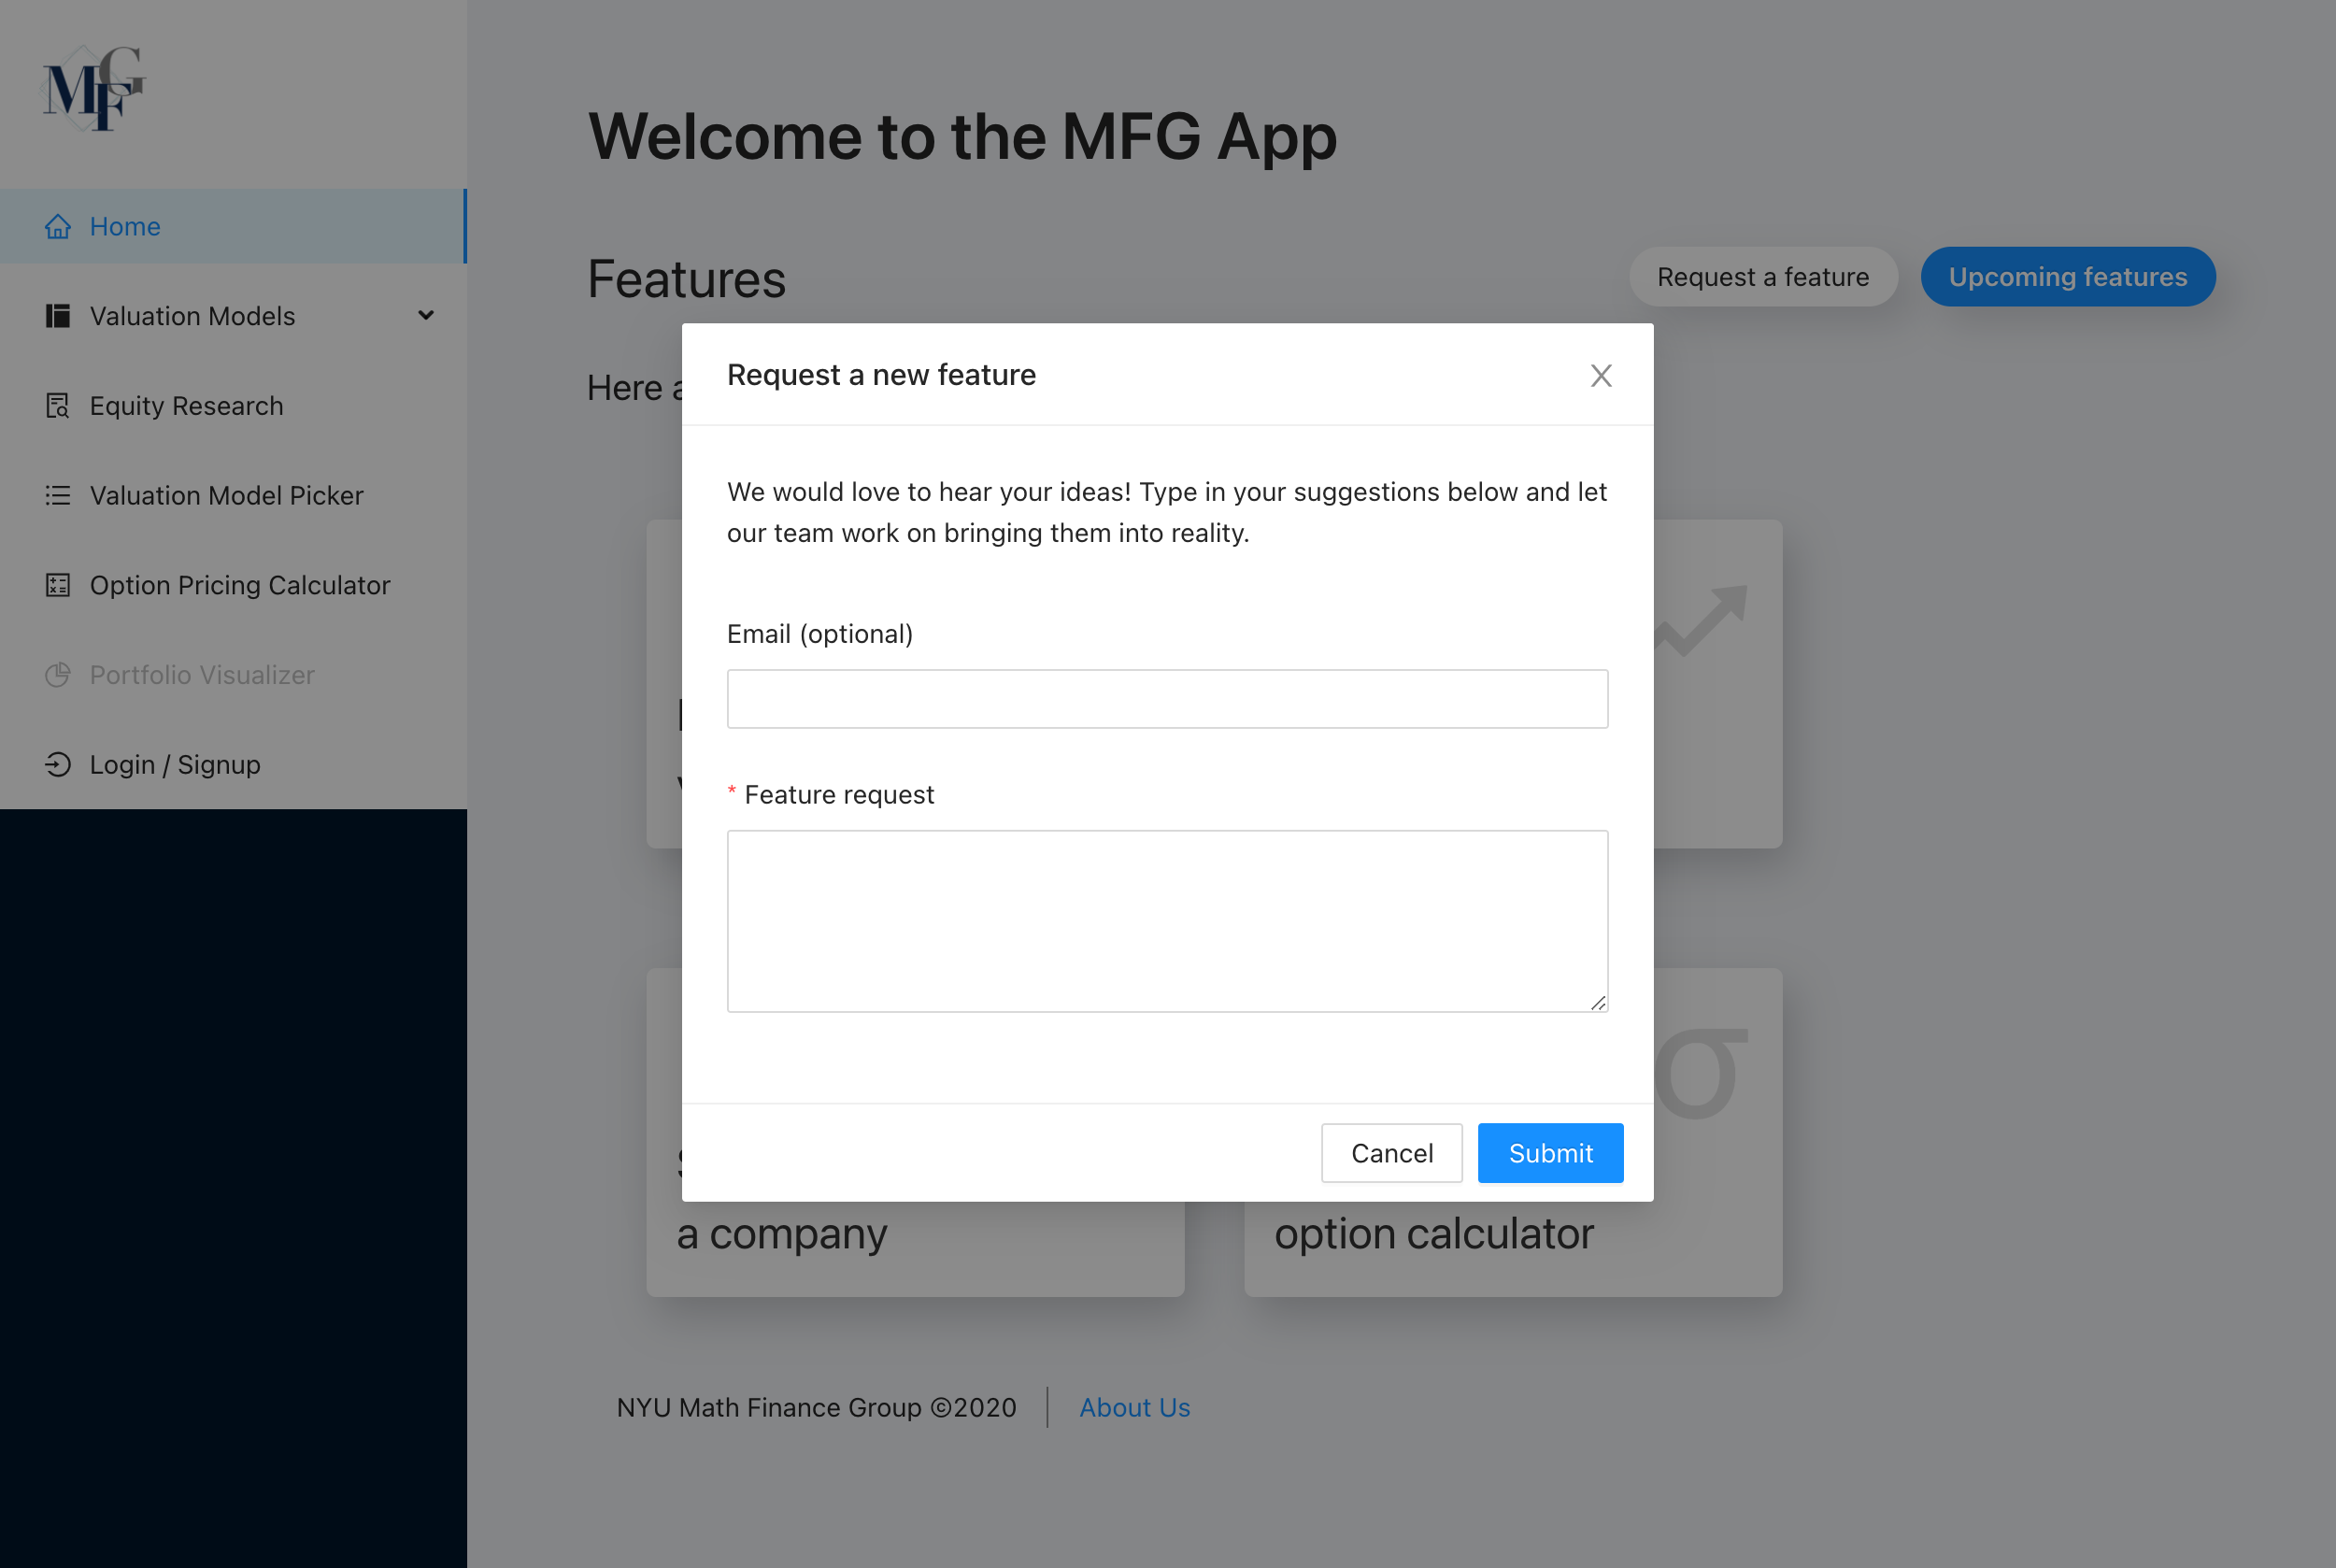 MFG
Home
Valuation Models
Equity Research
Valuation Model Picker
Option Pricing Calculator
Portfolio Visualizer
Login / Signup
Welcome to the MFG App
Features
Request a feature
Upcoming features
Here
Request a new feature
We would love to hear your ideas! Type in your suggestions below and let
our team work on bringing them into reality.
Email (optional)
* Feature request
Cancel
Submit
a company
σ
option calculator
NYU Math Finance Group ©2020
About Us